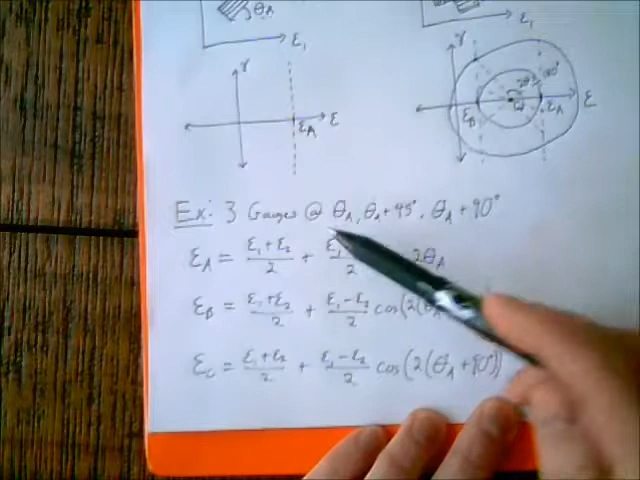 θA
ε1
ε1
γ
εA
ε
γ
εB
εA
ε
Ex: 3 Gauges @ θA, θA+45°, θA+90°
εA = ε1+ε2/2 + /2 2θA
εB = ε1+ε2/2 + ε1-ε2/2 cos(2(θA
εC = ε1+ε2/2 + ε1-ε2/2 cos(2(θA+90°))